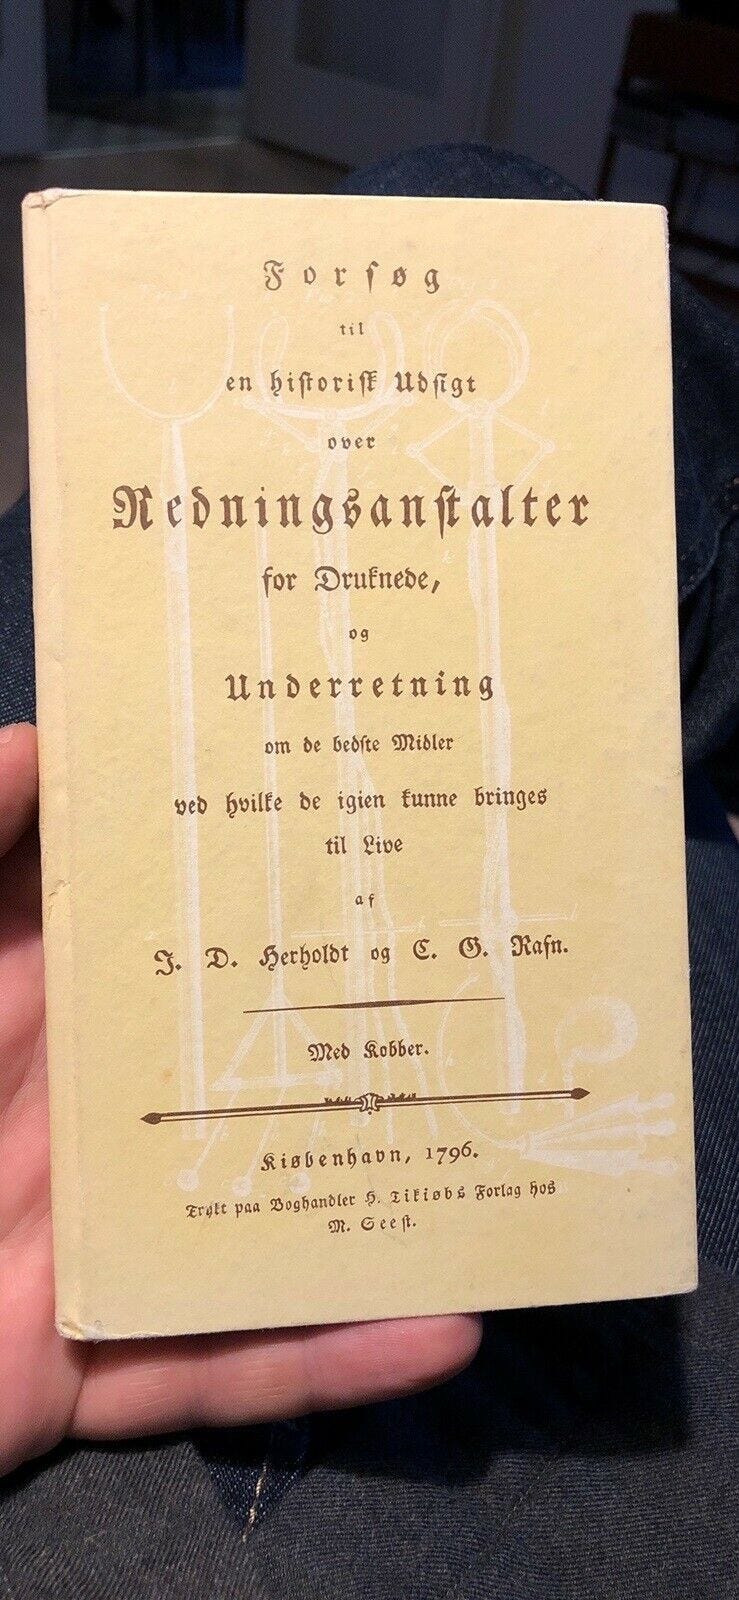 Forsøg
til
en historisk Udsigt
over
Redningsanstalter
for Druknede,
og
Underretning
om de bedste Midler
ved hvilke de igien kunne bringes
til Live
af
J. D. Herholdt og C. G. Rafn.
Med Kobber.
Kiøbenhavn, 1796.
Trykt paa Boghandler H. Tikiøbs Forlag hos
M. Seest.